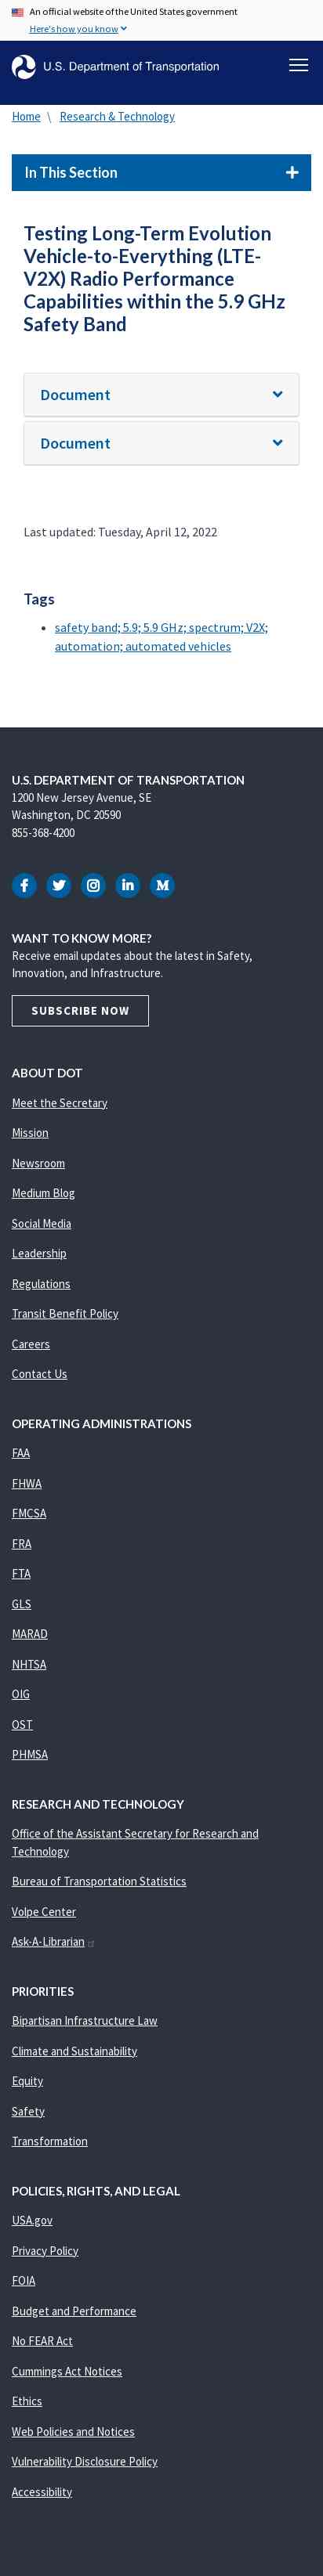 An official website of the United States government
Here's how you know
U.S. Department of Transportation
Home \ Research & Technology
In This Section
Testing Long-Term Evolution
Vehicle-to-Everything (LTE-
V2X) Radio Performance
Capabilities within the 5.9 GHz
Safety Band
Document
Document
Last updated: Tuesday, April 12, 2022
Tags
safety band; 5.9; 5.9 GHz; spectrum; V2X;
automation; automated vehicles
U.S. DEPARTMENT OF TRANSPORTATION
1200 New Jersey Avenue, SE
Washington, DC 20590
855-368-4200
WANT TO KNOW MORE?
Receive email updates about the latest in Safety,
Innovation, and Infrastructure.
SUBSCRIBE NOW
ABOUT DOT
Meet the Secretary
Mission
Newsroom
Medium Blog
Social Media
Leadership
Regulations
Transit Benefit Policy
Careers
Contact Us
OPERATING ADMINISTRATIONS
FAA
FHWA
FMCSA
FRA
FTA
GLS
MARAD
NHTSA
OIG
OST
PHMSA
RESEARCH AND TECHNOLOGY
Office of the Assistant Secretary for Research and
Technology
Bureau of Transportation Statistics
Volpe Center
Ask-A-Librarian
PRIORITIES
Bipartisan Infrastructure Law
Climate and Sustainability
Equity
Safety
Transformation
POLICIES, RIGHTS, AND LEGAL
USA.gov
Privacy Policy
FOIA
Budget and Performance
No FEAR Act
Cummings Act Notices
Ethics
Web Policies and Notices
Vulnerability Disclosure Policy
Accessibility